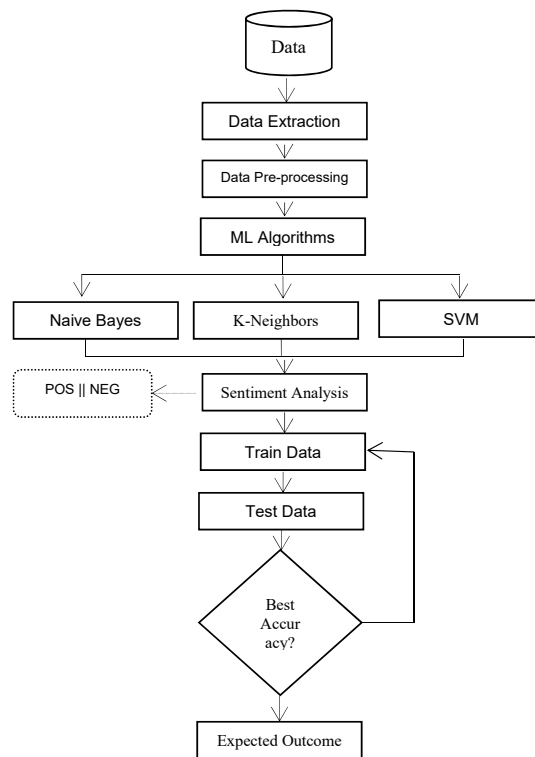 Data
Data Extraction
Data Pre-processing
ML Algorithms
Naive Bayes
K-Neighbors
SVM
POS || NEG
Sentiment Analysis
Train Data
Test Data
Best
Accur
acy?
Expected Outcome